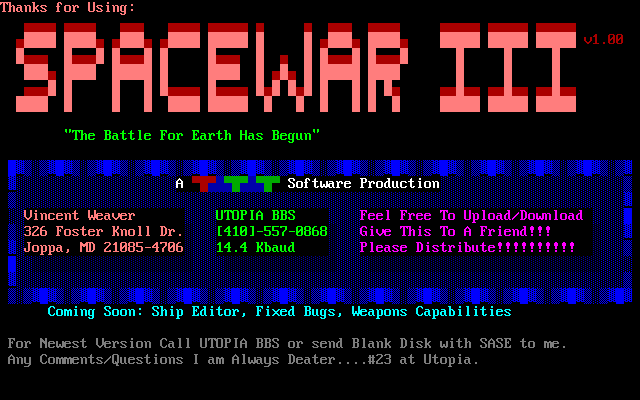 Thanks for Using:
SPACEWAR III v1.00
"The Battle For Earth Has Begun"
A TITIT Software Production
Vincent Weaver UTOPIA BBS Feel Free To Upload/Download
326 Foster Knoll Dr. [410]-557-0868 Give This To A Friend!!!
Joppa, MD 21085-4706 14.4 Kbaud Please Distribute!!!!!!!!!!
Coming Soon: Ship Editor, Fixed Bugs, Weapons Capabilities
For Newest Version Call UTOPIA BBS or send Blank Disk with SASE to me.
Any Comments/Questions I am Always Deater....#23 at Utopia.